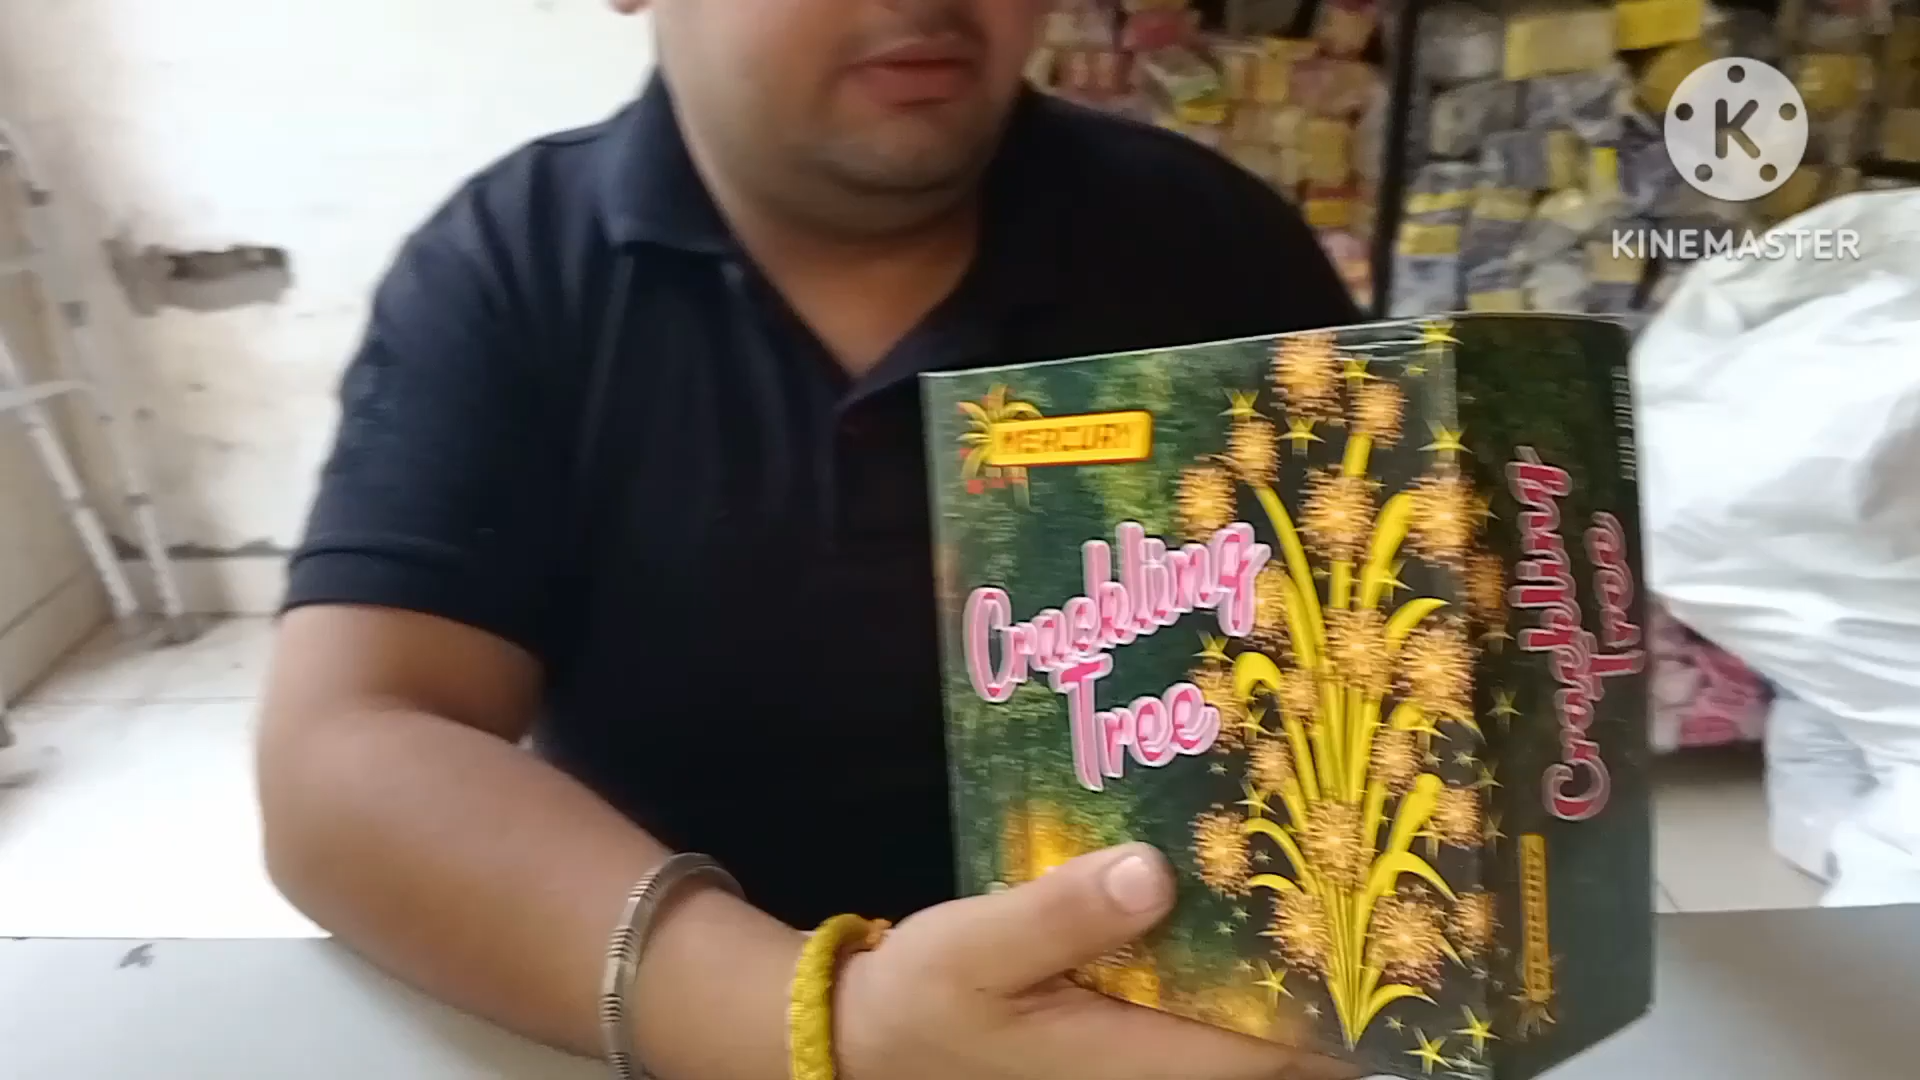 K
KINEMASTER
MERCURY
Crackling
Tree
Crackling
Tree